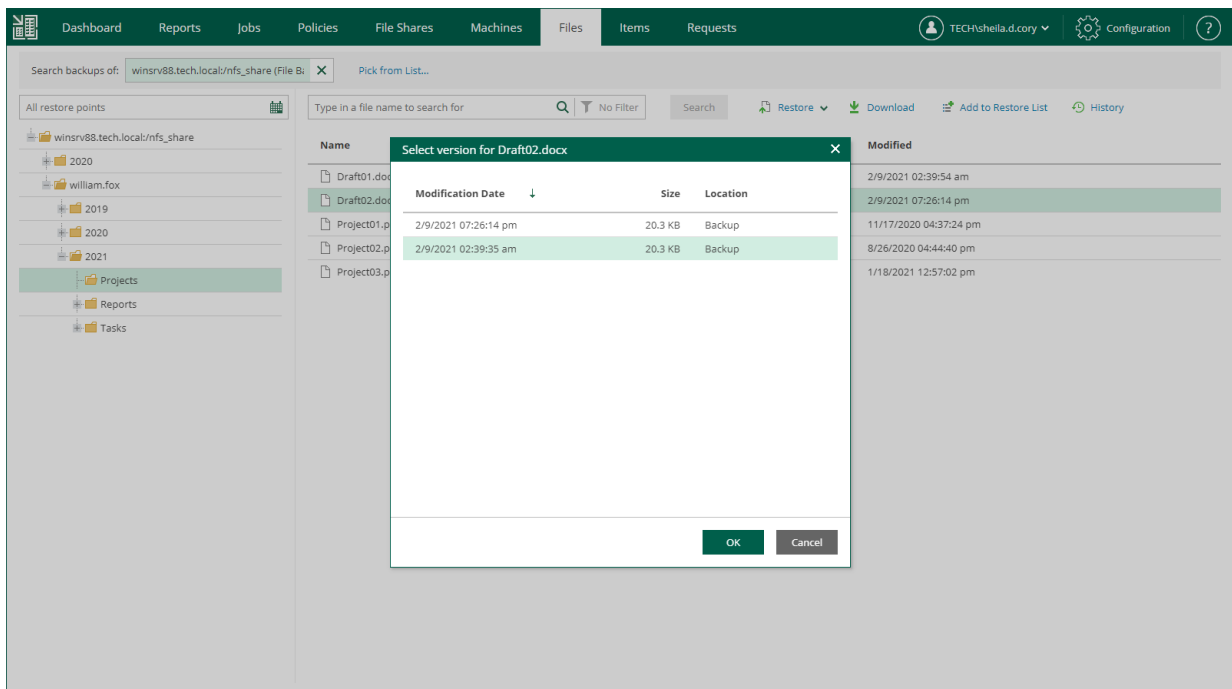 Dashboard Reports Jobs Policies File Shares Machines Files Items Requests TECH\sheila.d.cory Configuration ?
Search backups of: winsrv88.tech.local:/nfs_share (File Ba Pick from List...
All restore points Type in a file name to search for No Filter Search Restore Download Add to Restore List History
winsrv88.tech.local:/nfs_share
2020
william.fox
2019
2020
2021
Projects
Reports
Tasks
Name Modified
Draft01.doc 2/9/2021 02:39:54 am
Draft02.doc 2/9/2021 07:26:14 pm
Project01.p 11/17/2020 04:37:24 pm
Project02.p 8/26/2020 04:44:40 pm
Project03.p 1/18/2021 12:57:02 pm
Select version for Draft02.docx
Modification Date Size Location
2/9/2021 07:26:14 pm 20.3 KB Backup
2/9/2021 02:39:35 am 20.3 KB Backup
OK Cancel